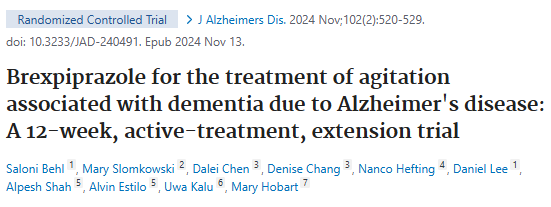 Randomized Controlled Trial > J Alzheimers Dis. 2024 Nov;102(2):520-529.
doi: 10.3233/JAD-240491. Epub 2024 Nov 13.
Brexpiprazole for the treatment of agitation
associated with dementia due to Alzheimer's disease:
A 12-week, active-treatment, extension trial
Saloni Behl 1, Mary Slomkowski 2, Dalei Chen 3, Denise Chang 3, Nanco Hefting 4, Daniel Lee 1,
Alpesh Shah 5, Alvin Estilo 5, Uwa Kalu 6, Mary Hobart 7